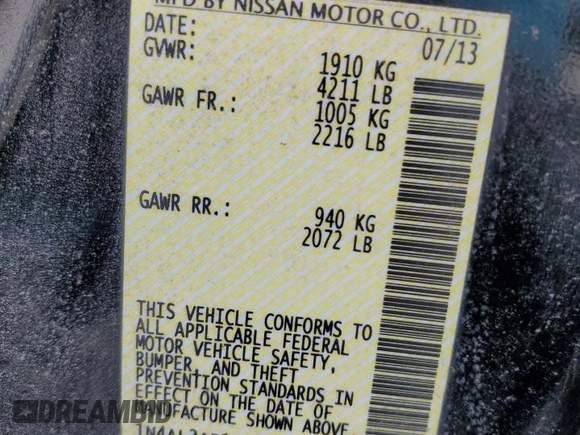 MFD BY NISSAN MOTOR CO., LTD.
DATE: 07/13
GVWR: 1910 KG
4211 LB
GAWR FR.: 1005 KG
2216 LB
GAWR RR.: 940 KG
2072 LB
THIS VEHICLE CONFORMS TO
ALL APPLICABLE FEDERAL
MOTOR VEHICLE SAFETY,
BUMPER, AND THEFT
PREVENTION STANDARDS IN
EFFECT ON THE DATE OF
MANUFACTURE SHOWN ABOVE
DREAMBID